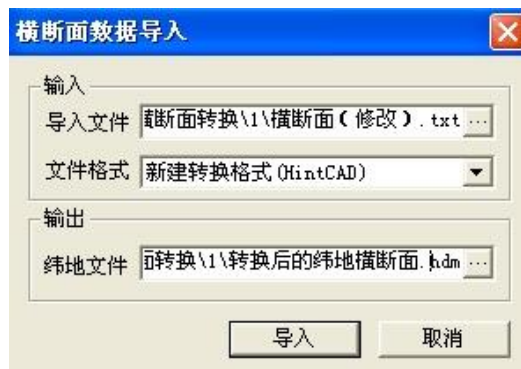 横断面数据导入
输入
导入文件 横断面转换\1\横断面(修改).txt ...
文件格式 新建转换格式(HintCAD)
输出
纬地文件 面转换\1\转换后的纬地横断面.hdm ...
导入 取消